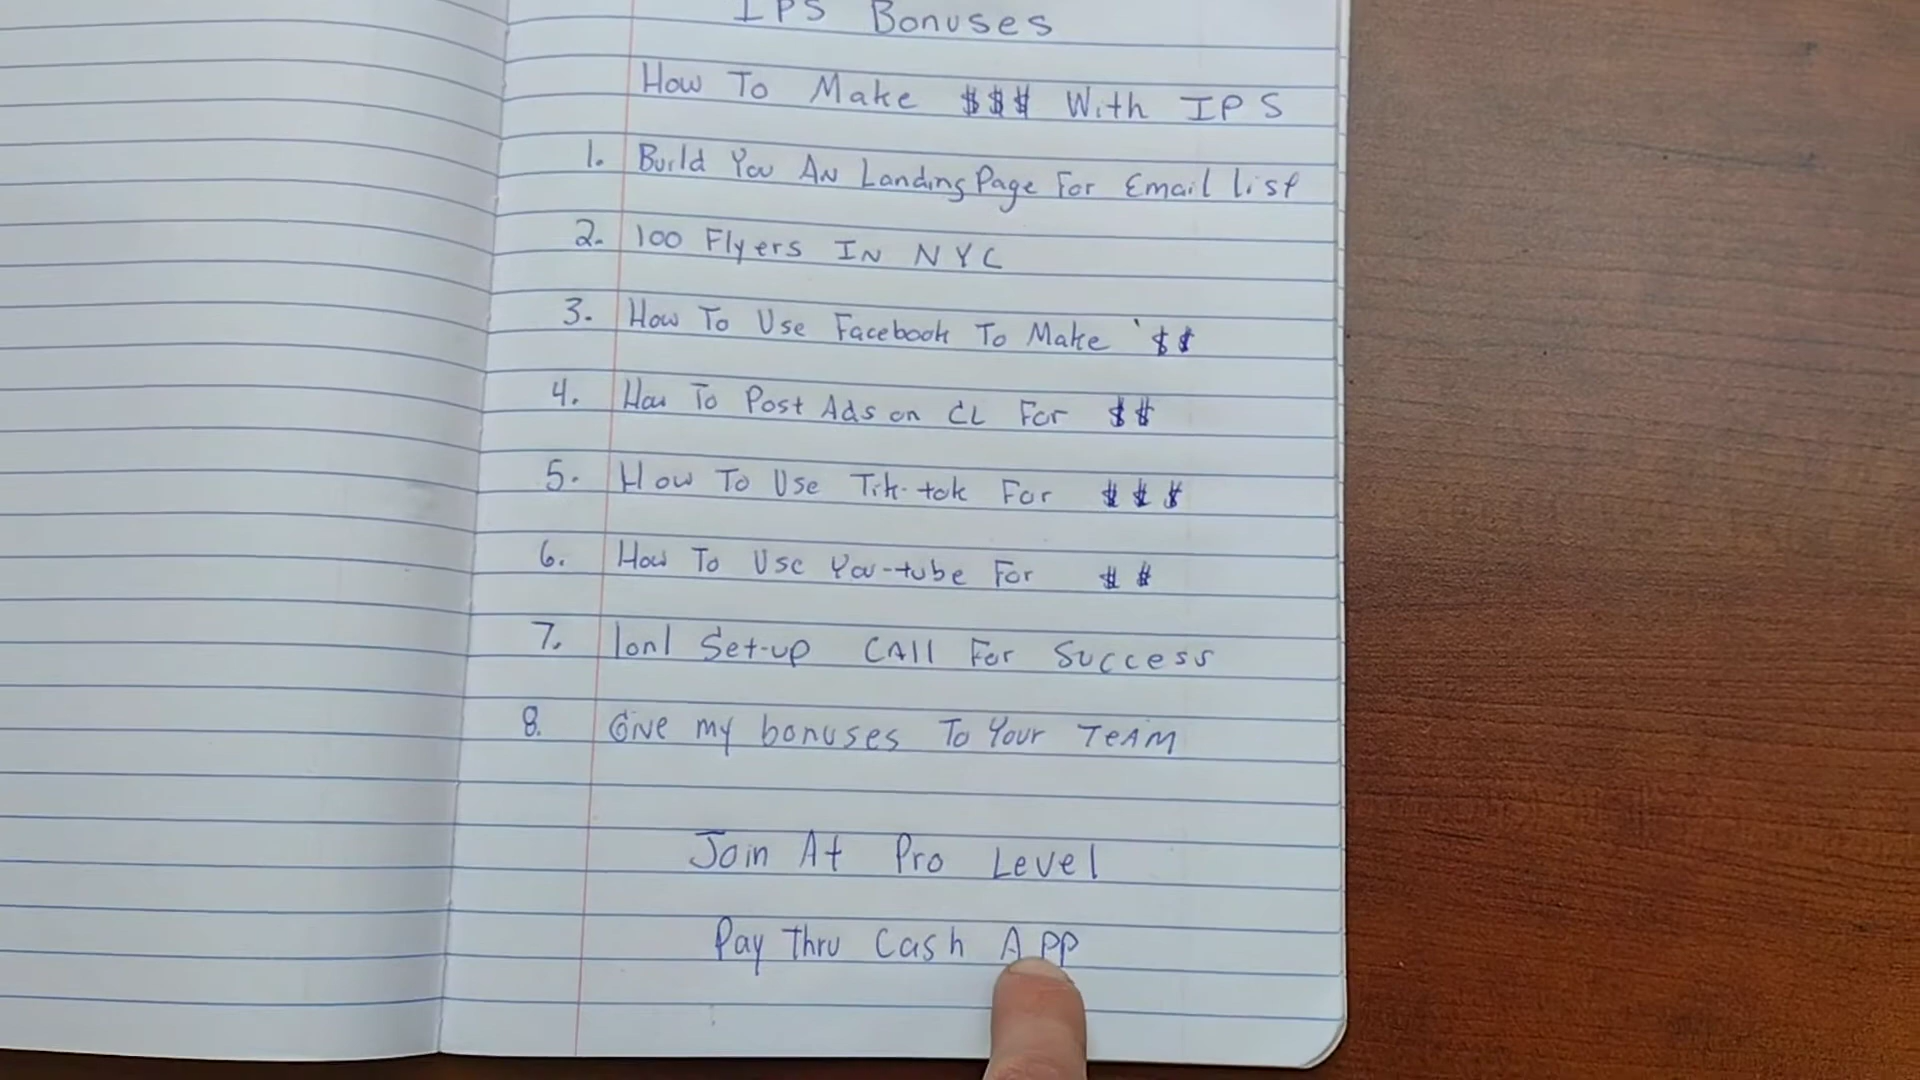 IPS Bonuses
How To Make $$$ With IPS
1. Build You An Landing Page For Email list
2. 100 Flyers IN NYC
3. How To Use Facebook To Make $$
4. How To Post Ads on CL For $$
5. How To Use Tik-tok For $$$
6. How To Use You-tube For $$
7. 1on1 Set-up CAll For Success
8. Give my bonuses To Your TeAM
Join At Pro Level
Pay thru Cash App